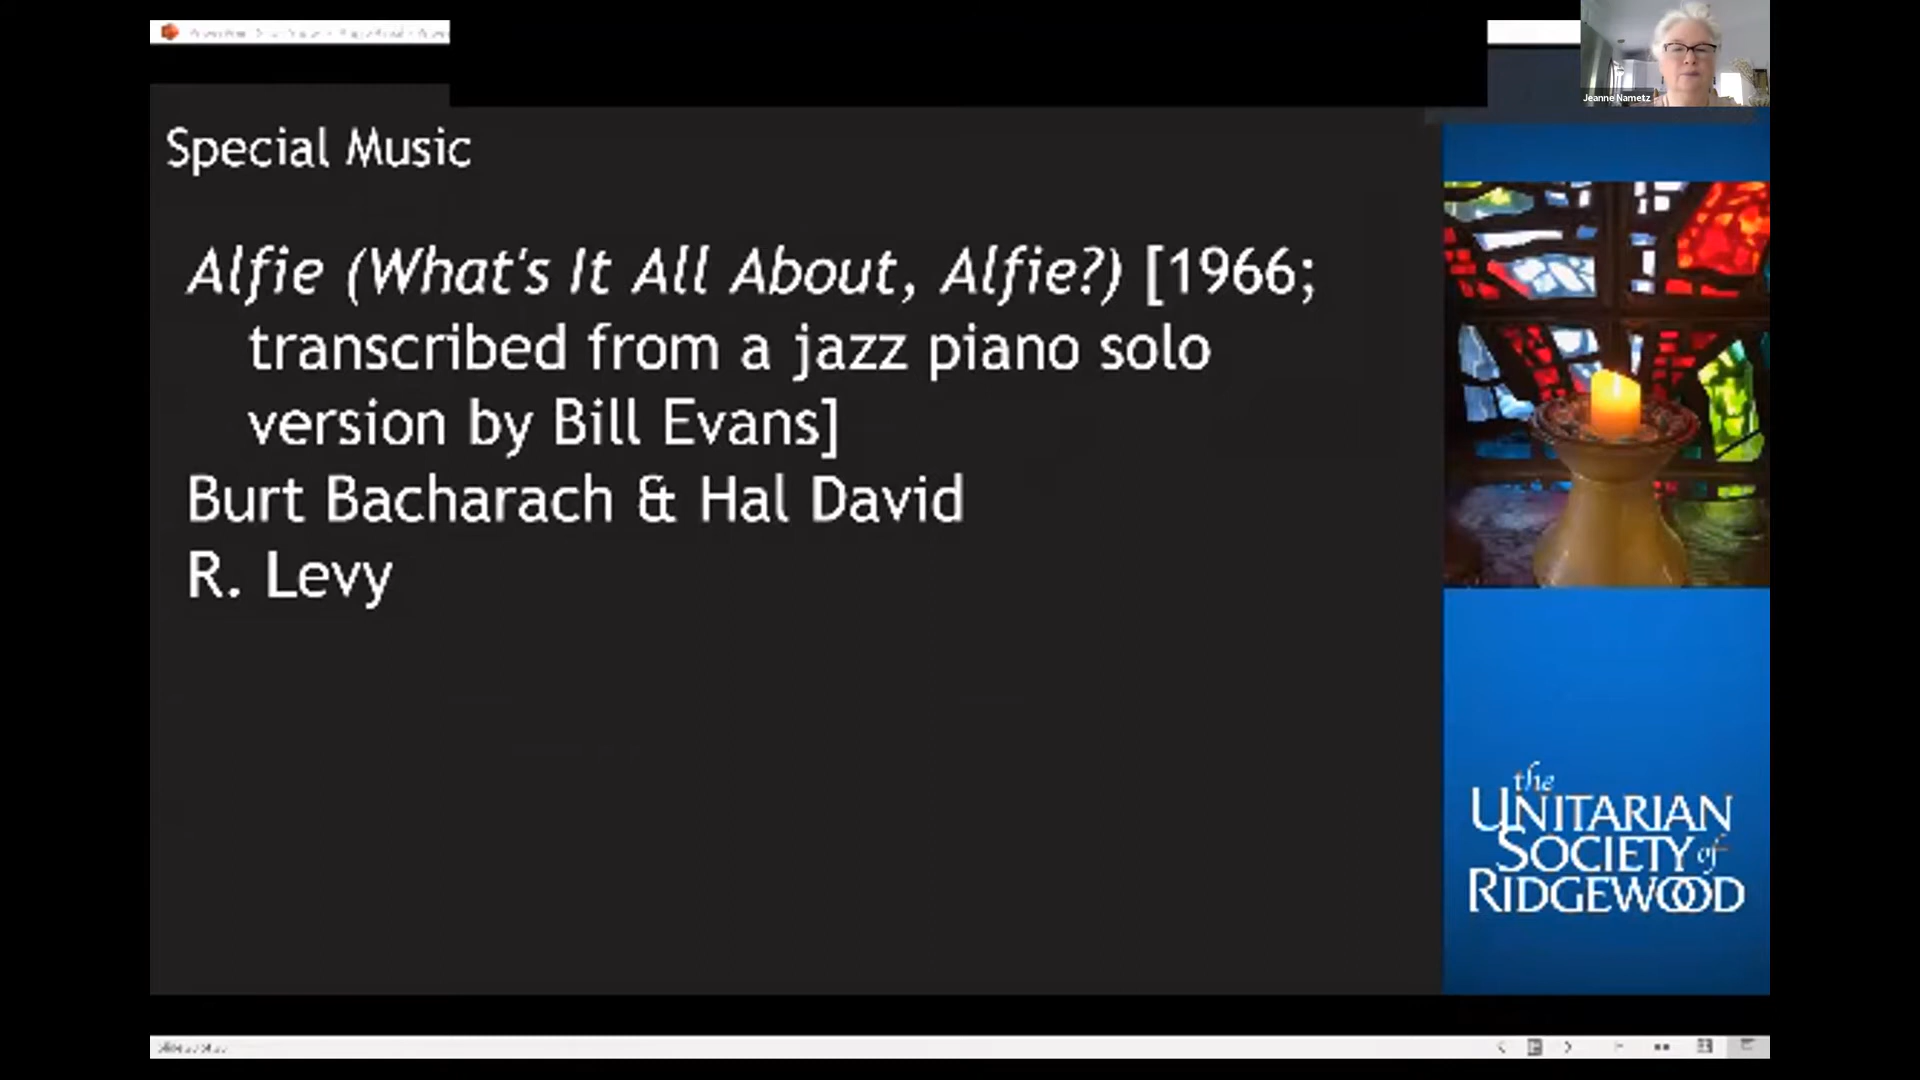 Jeanne Nametz
Special Music
Alfie (What's It All About, Alfie?) [1966;
transcribed from a jazz piano solo
version by Bill Evans]
Burt Bacharach & Hal David
R. Levy
the
UNITARIAN
SOCIETY of
RIDGEWOOD